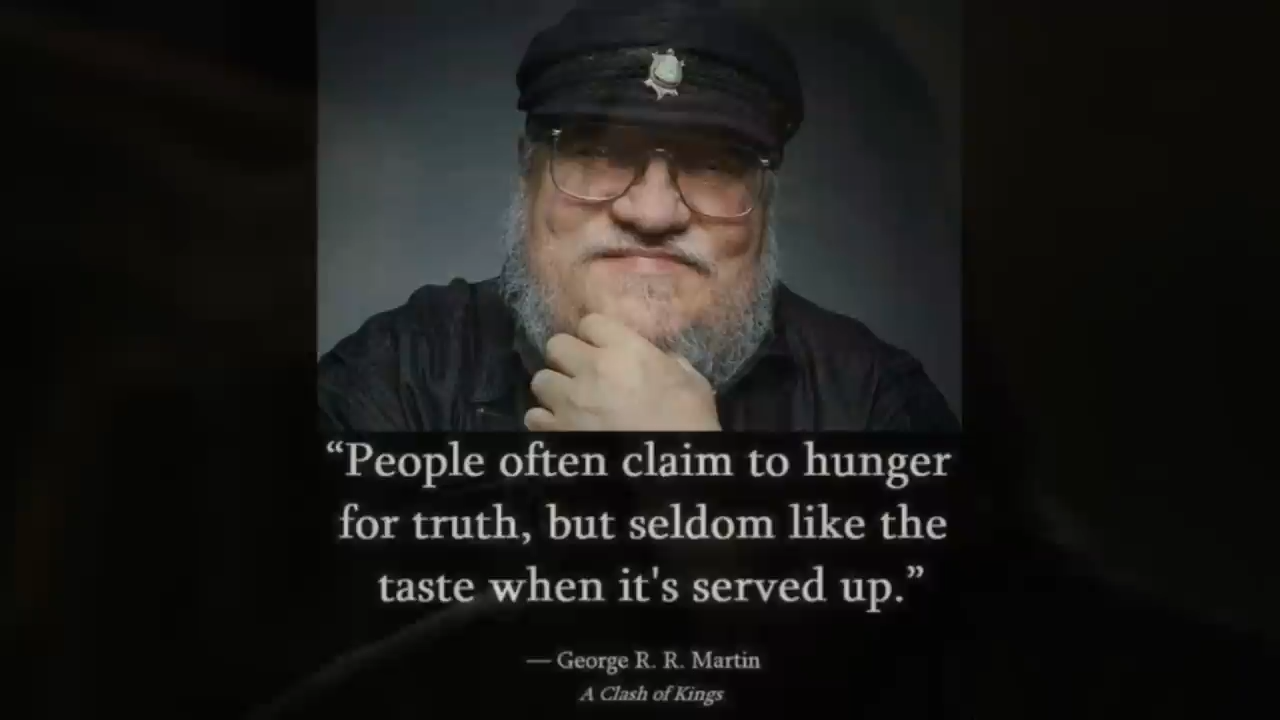 “People often claim to hunger
for truth, but seldom like the
taste when it's served up.”
— George R. R. Martin
A Clash of Kings